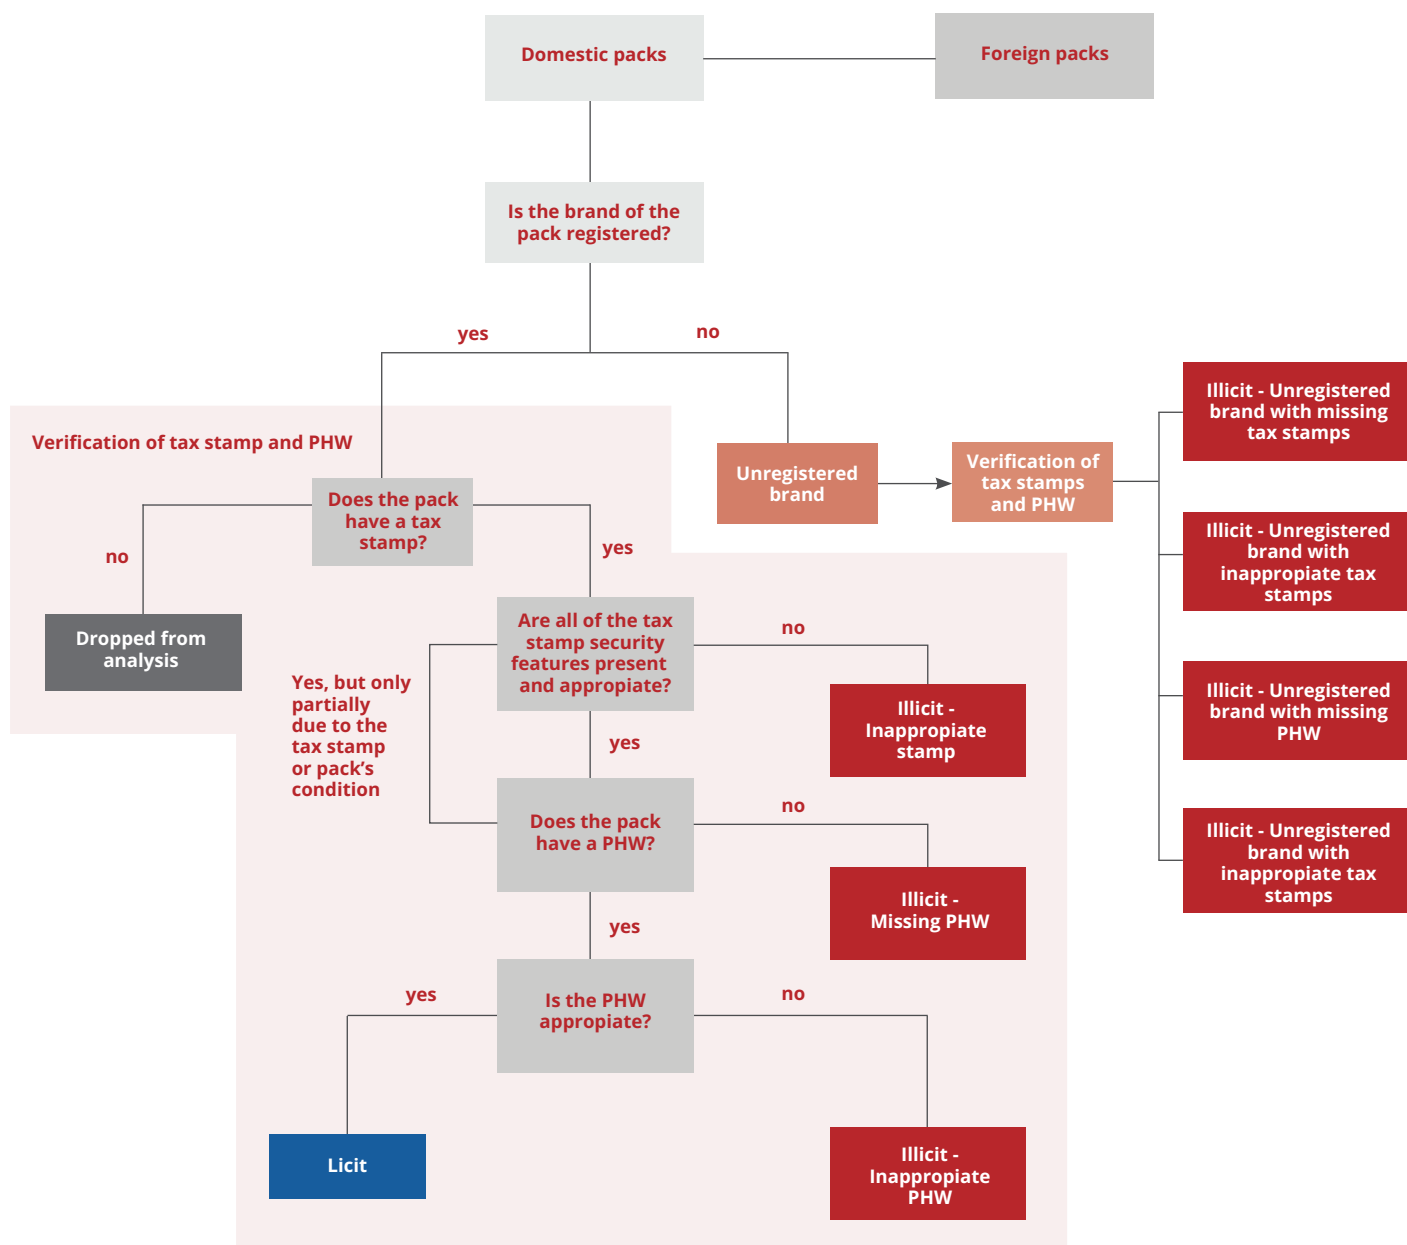 Domestic packs
Foreign packs
Is the brand of the
pack registered?
yes
no
Verification of tax stamp and PHW
Does the pack
have a tax
stamp?
no
yes
Dropped from
analysis
Unregistered
brand
Verification of
tax stamps
and PHW
Illicit - Unregistered
brand with missing
tax stamps
Illicit - Unregistered
brand with
inappropiate tax
stamps
Illicit - Unregistered
brand with missing
PHW
Illicit - Unregistered
brand with
inappropiate tax
stamps
Are all of the tax
stamp security
features present
and appropiate?
no
Illicit -
Inappropiate
stamp
Yes, but only
partially
due to the
tax stamp
or pack’s
condition
yes
Does the pack
have a PHW?
no
Illicit -
Missing PHW
yes
Is the PHW
appropiate?
yes
no
Licit
Illicit -
Inappropiate
PHW